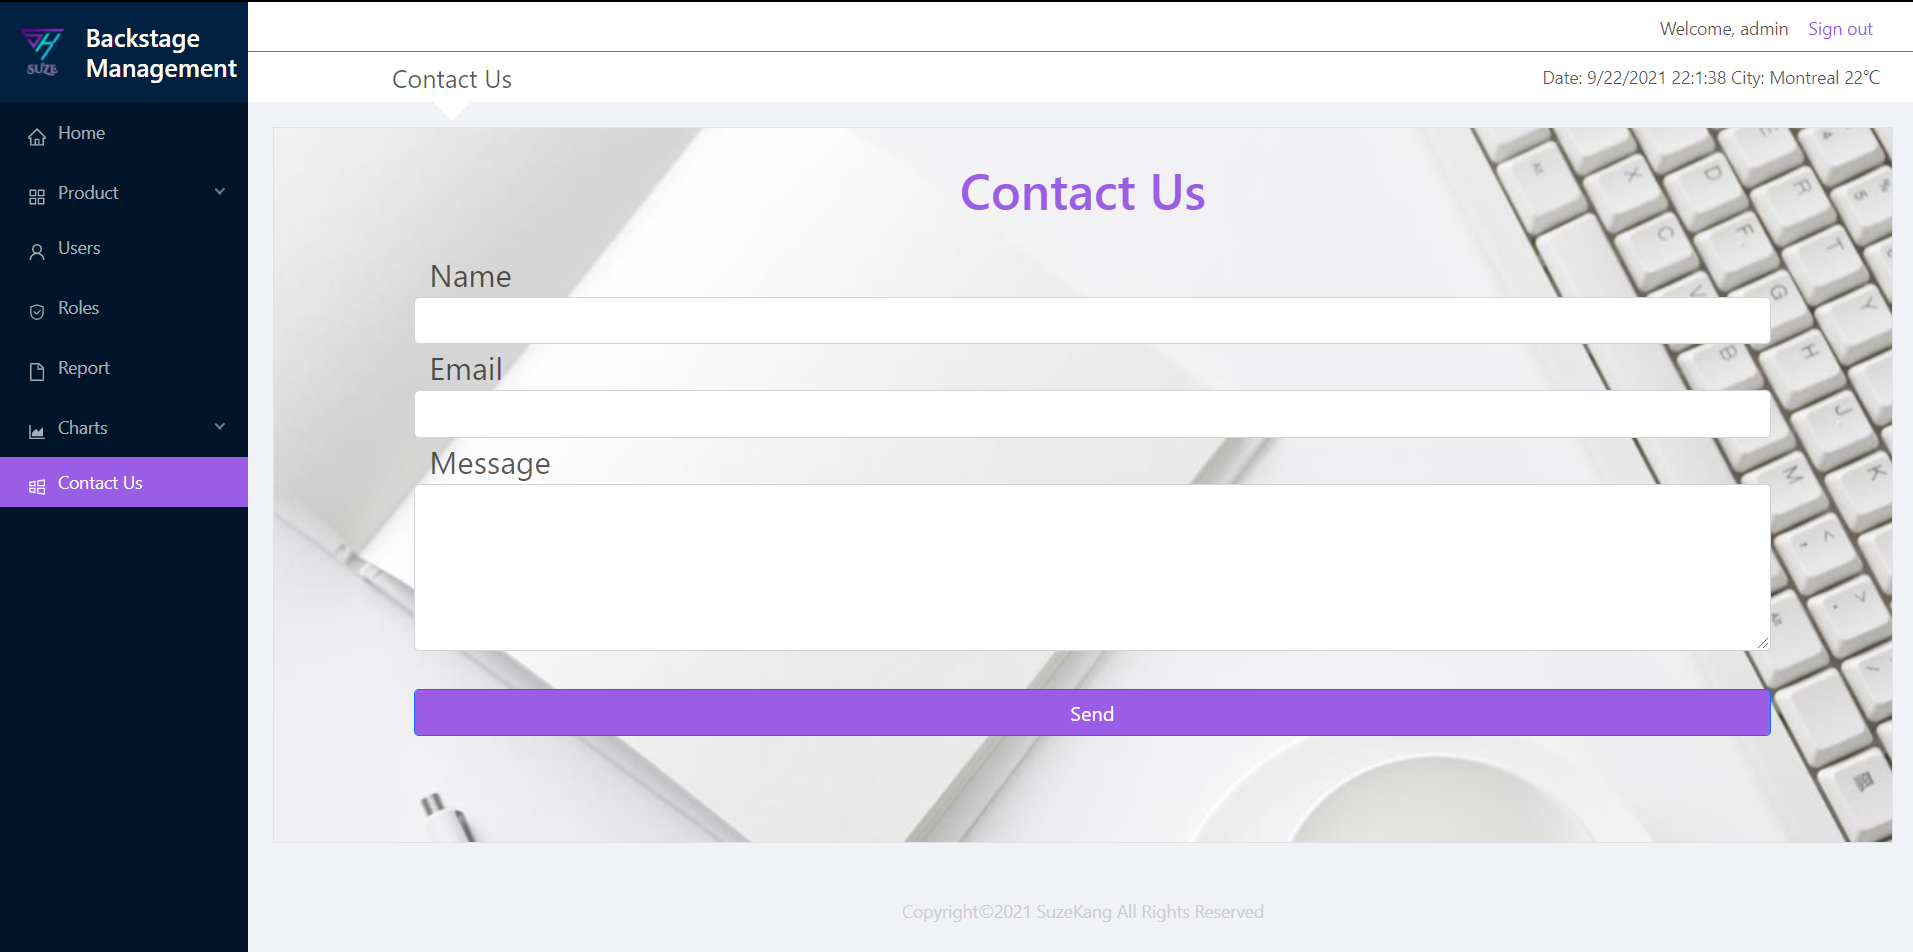 SUZE
Backstage
Management
Welcome, admin Sign out
Contact Us
Date: 9/22/2021 22:1:38 City: Montreal 22℃
Home
Product
Users
Roles
Report
Charts
Contact Us
Contact Us
Name
Email
Message
Send
X D R
C F T
V G Y
B H
J
M K
Copyright©2021 SuzeKang All Rights Reserved